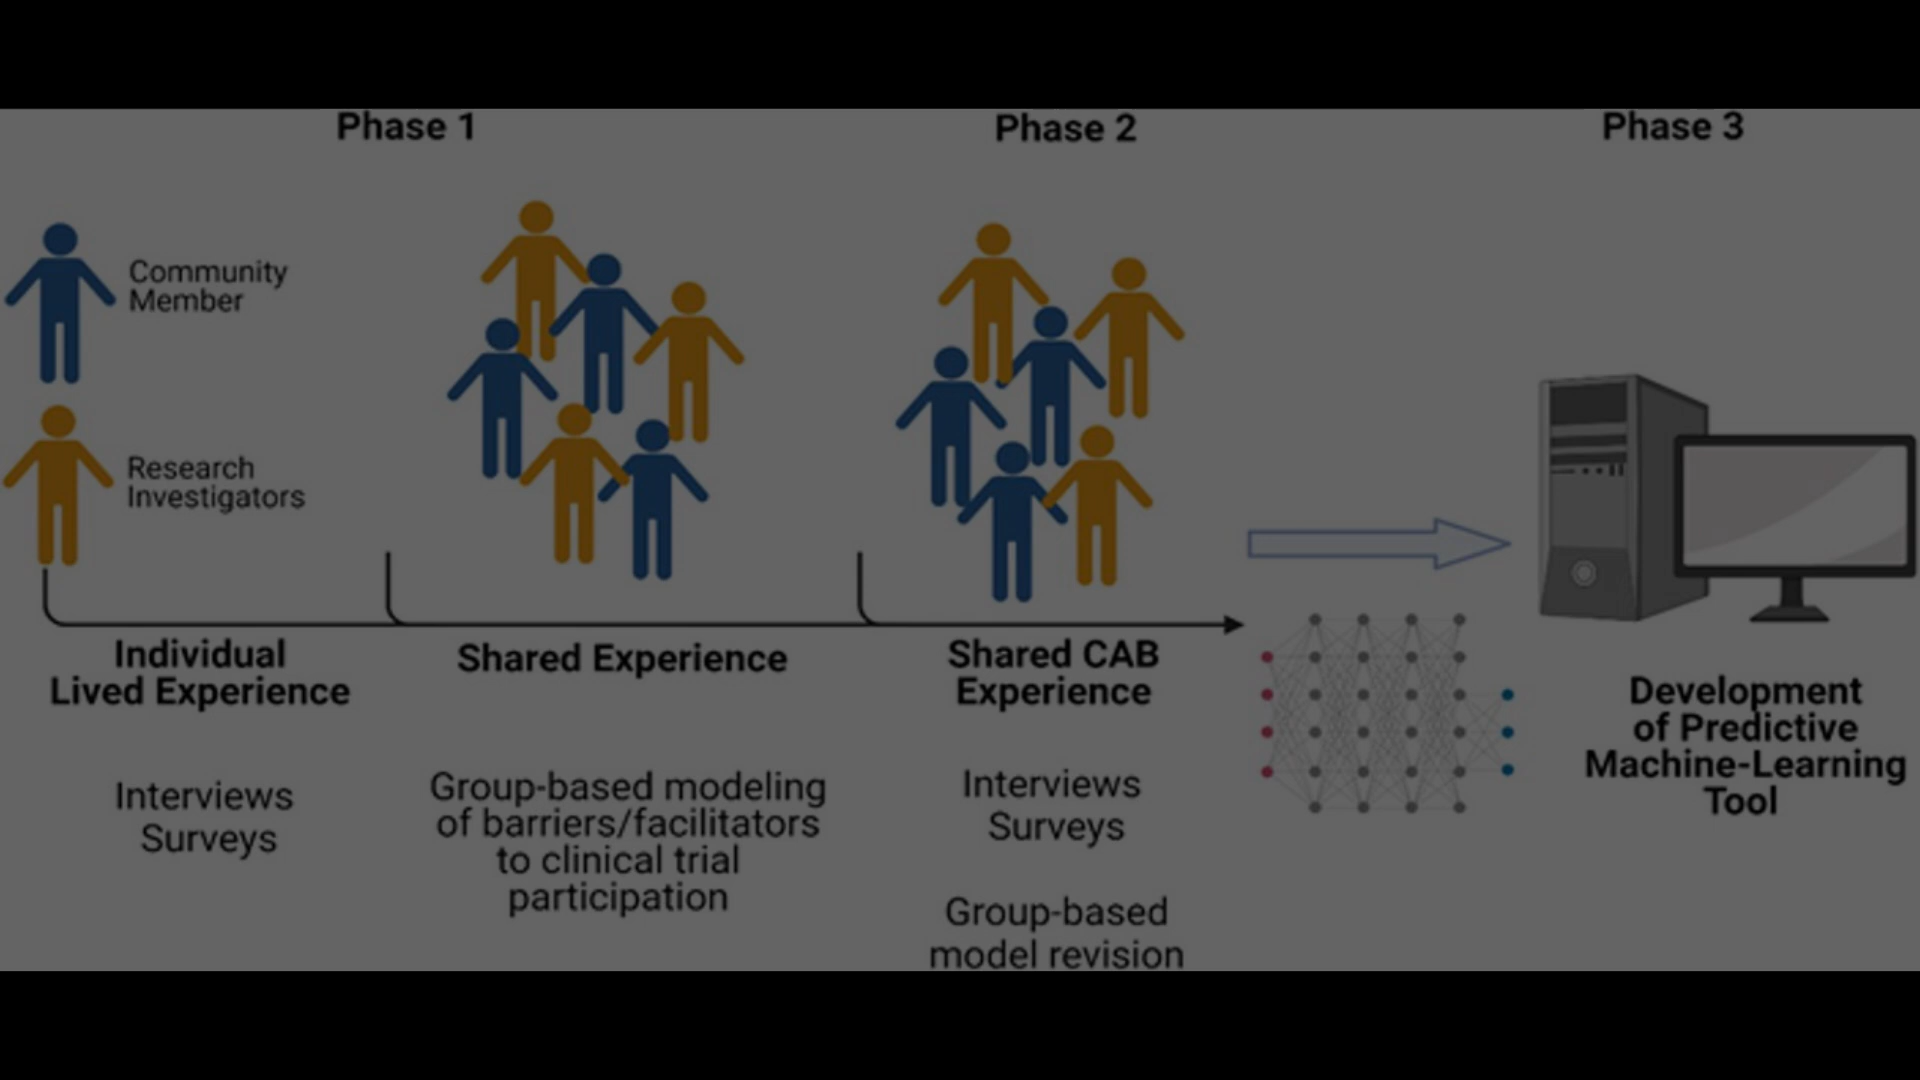 Phase 1
Phase 2
Phase 3
Community
Member
Research
Investigators
Individual
Lived Experience
Shared Experience
Shared CAB
Experience
Development
of Predictive
Machine-Learning
Tool
Interviews
Surveys
Group-based modeling
of barriers/facilitators
to clinical trial
participation
Interviews
Surveys
Group-based
model revision